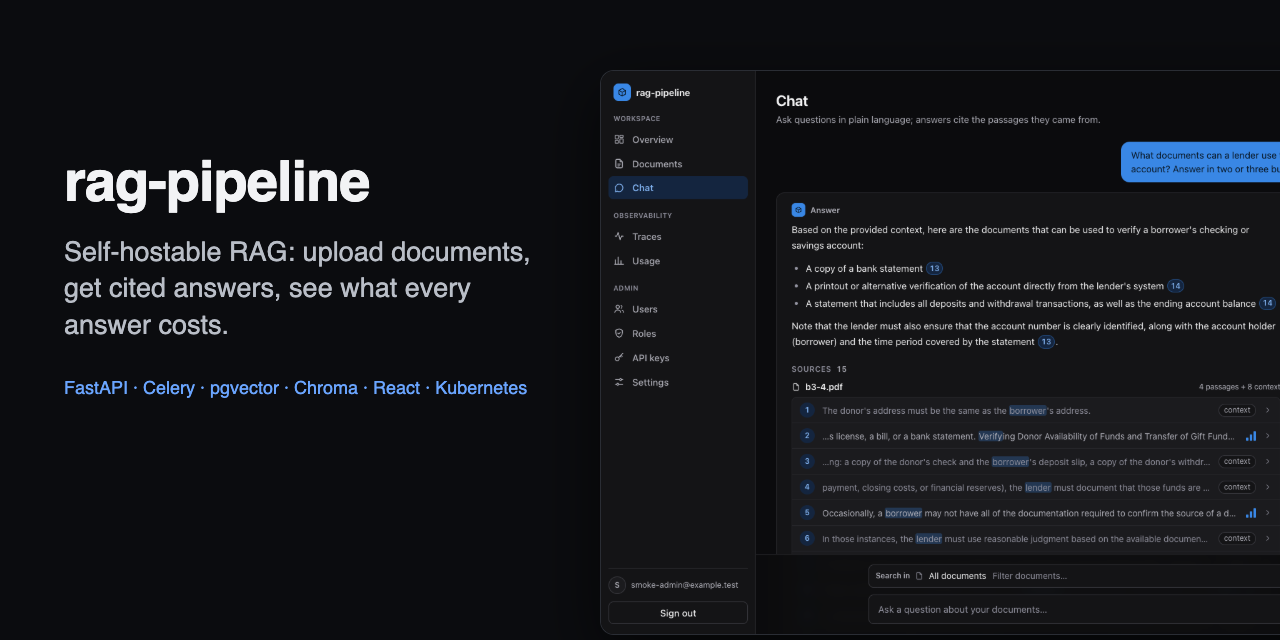 rag-pipeline
Self-hostable RAG: upload documents,
get cited answers, see what every
answer costs.
FastAPI · Celery · pgvector · Chroma · React · Kubernetes
rag-pipeline
WORKSPACE
Overview
Documents
Chat
OBSERVABILITY
Traces
Usage
ADMIN
Users
Roles
API keys
Settings
S smoke-admin@example.test
Sign out
Chat
Ask questions in plain language; answers cite the passages they came from.
What documents can a lender use
account? Answer in two or three bu
Answer
Based on the provided context, here are the documents that can be used to verify a borrower's checking or
savings account:
• A copy of a bank statement 13
• A printout or alternative verification of the account directly from the lender's system 14
• A statement that includes all deposits and withdrawal transactions, as well as the ending account balance 14
Note that the lender must also ensure that the account number is clearly identified, along with the account holder
(borrower) and the time period covered by the statement 13.
SOURCES 15
b3-4.pdf 4 passages + 8 context
1 The donor's address must be the same as the borrower's address. context
2 ...s license, a bill, or a bank statement. Verifying Donor Availability of Funds and Transfer of Gift Fund...
3 ...ng: a copy of the donor's check and the borrower's deposit slip, a copy of the donor's withdr... context
4 payment, closing costs, or financial reserves), the lender must document that those funds are ... context
5 Occasionally, a borrower may not have all of the documentation required to confirm the source of a d...
6 In those instances, the lender must use reasonable judgment based on the available documen... context
Search in All documents Filter documents...
Ask a question about your documents...